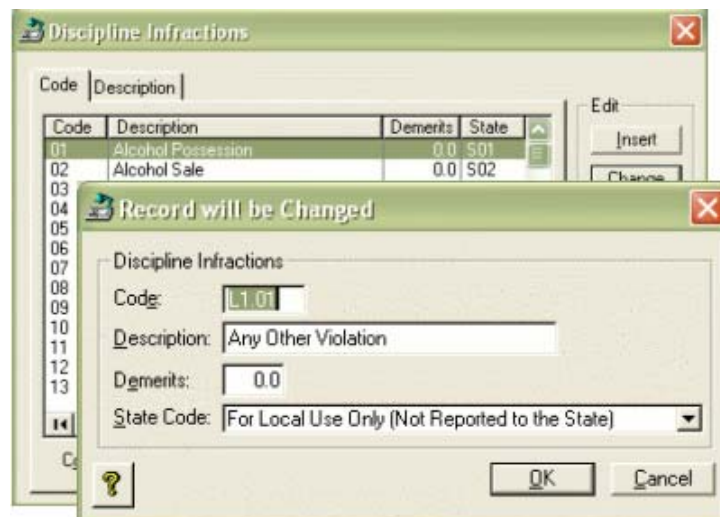 Discipline Infractions
Code Description
Edit
Code Description Demerits State
01 Alcohol Possession 0.0 S01
Insert
02 Alcohol Sale 0.0 S02
Change
03
04
05
06
07
08
09
10
11
12
13
Record will be Changed
Discipline Infractions
Code: L1.01
Description: Any Other Violation
Demerits: 0.0
State Code: For Local Use Only (Not Reported to the State)
?
OK Cancel